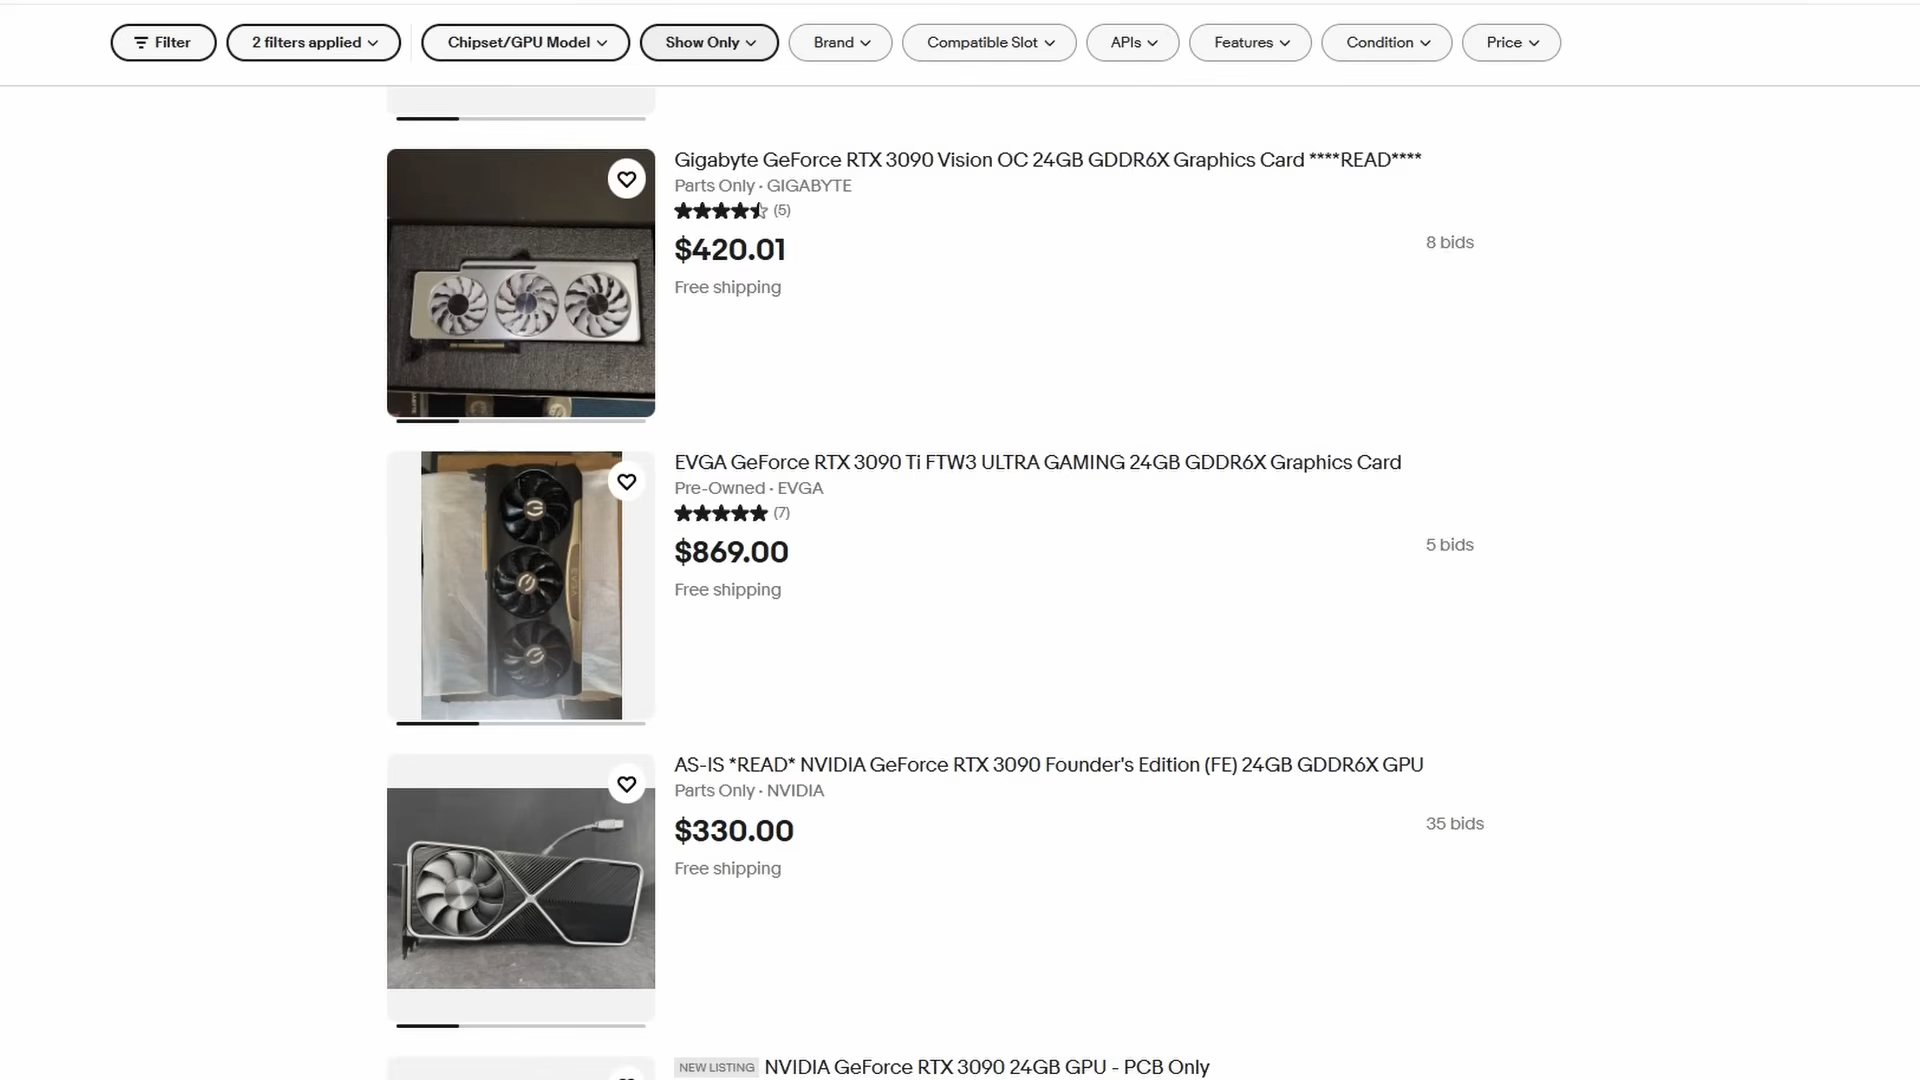 Filter
2 filters applied
Chipset/GPU Model
Show Only
Brand
Compatible Slot
APIs
Features
Condition
Price
Gigabyte GeForce RTX 3090 Vision OC 24GB GDDR6X Graphics Card ****READ****
Parts Only · GIGABYTE
(5)
$420.01
8 bids
Free shipping
EVGA GeForce RTX 3090 Ti FTW3 ULTRA GAMING 24GB GDDR6X Graphics Card
Pre-Owned · EVGA
(7)
$869.00
5 bids
Free shipping
AS-IS *READ* NVIDIA GeForce RTX 3090 Founder's Edition (FE) 24GB GDDR6X GPU
Parts Only · NVIDIA
$330.00
35 bids
Free shipping
NEW LISTING NVIDIA GeForce RTX 3090 24GB GPU - PCB Only